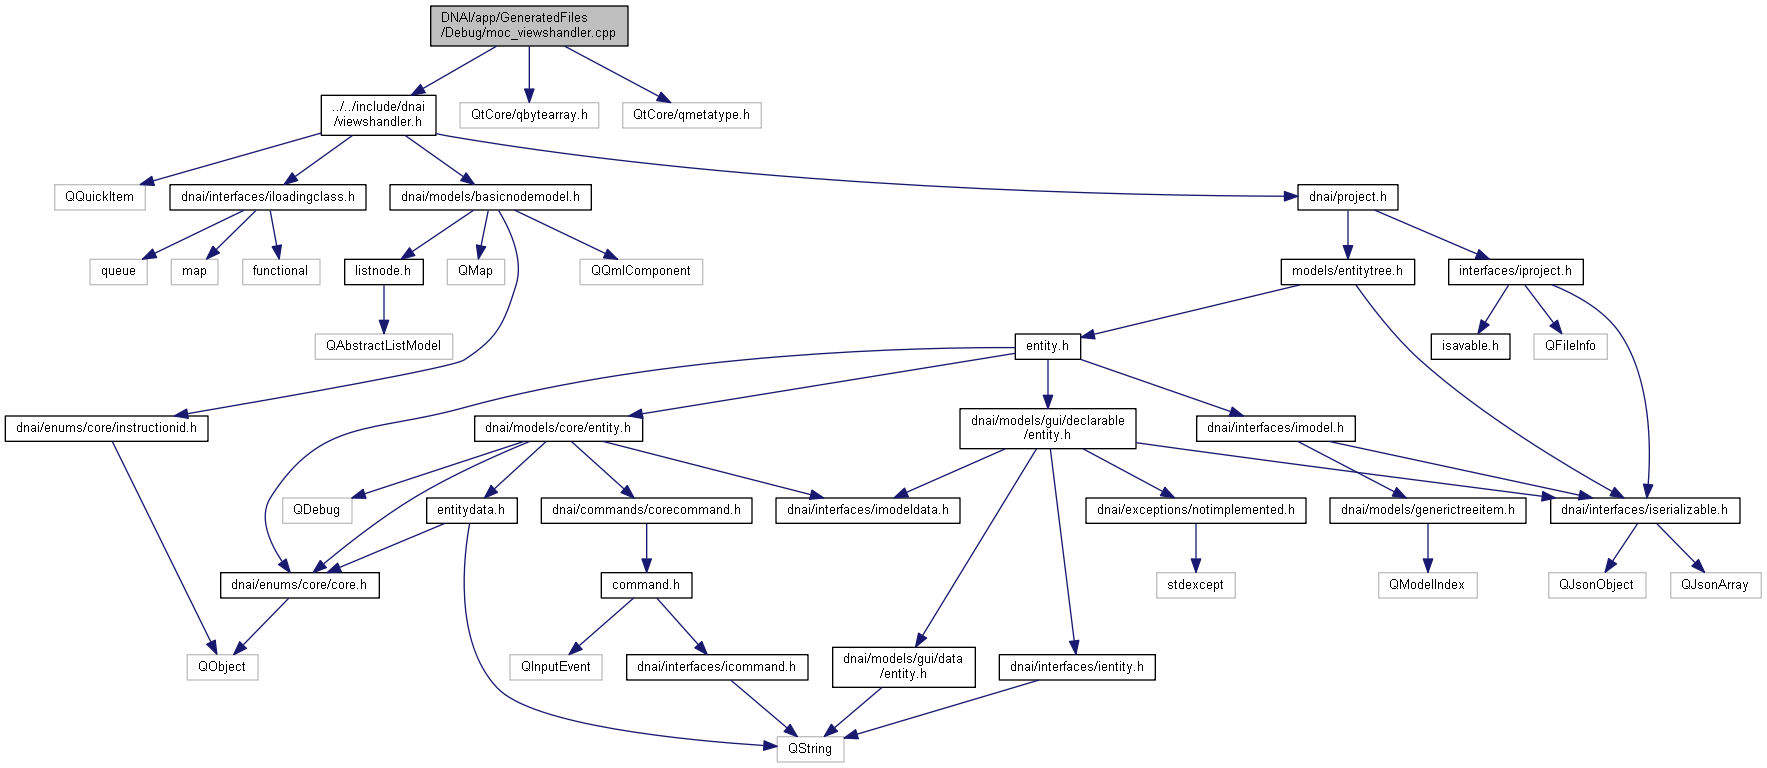 DNAI/app/GeneratedFiles
/Debug/moc_viewshandler.cpp
../../include/dnai
/viewshandler.h
QtCore/qbytearray.h
QtCore/qmetatype.h
QQuickItem
dnai/interfaces/iloadingclass.h
dnai/models/basicnodemodel.h
dnai/project.h
queue
map
functional
listnode.h
QMap
QQmlComponent
models/entitytree.h
interfaces/iproject.h
QAbstractListModel
entity.h
isavable.h
QFileInfo
dnai/enums/core/instructionid.h
dnai/models/core/entity.h
dnai/models/gui/declarable
/entity.h
dnai/interfaces/imodel.h
QDebug
entitydata.h
dnai/commands/corecommand.h
dnai/interfaces/imodeldata.h
dnai/exceptions/notimplemented.h
dnai/models/generictreeitem.h
dnai/interfaces/iserializable.h
dnai/enums/core/core.h
command.h
stdexcept
QModelIndex
QJsonObject
QJsonArray
QObject
QInputEvent
dnai/interfaces/icommand.h
dnai/models/gui/data
/entity.h
dnai/interfaces/ientity.h
QString